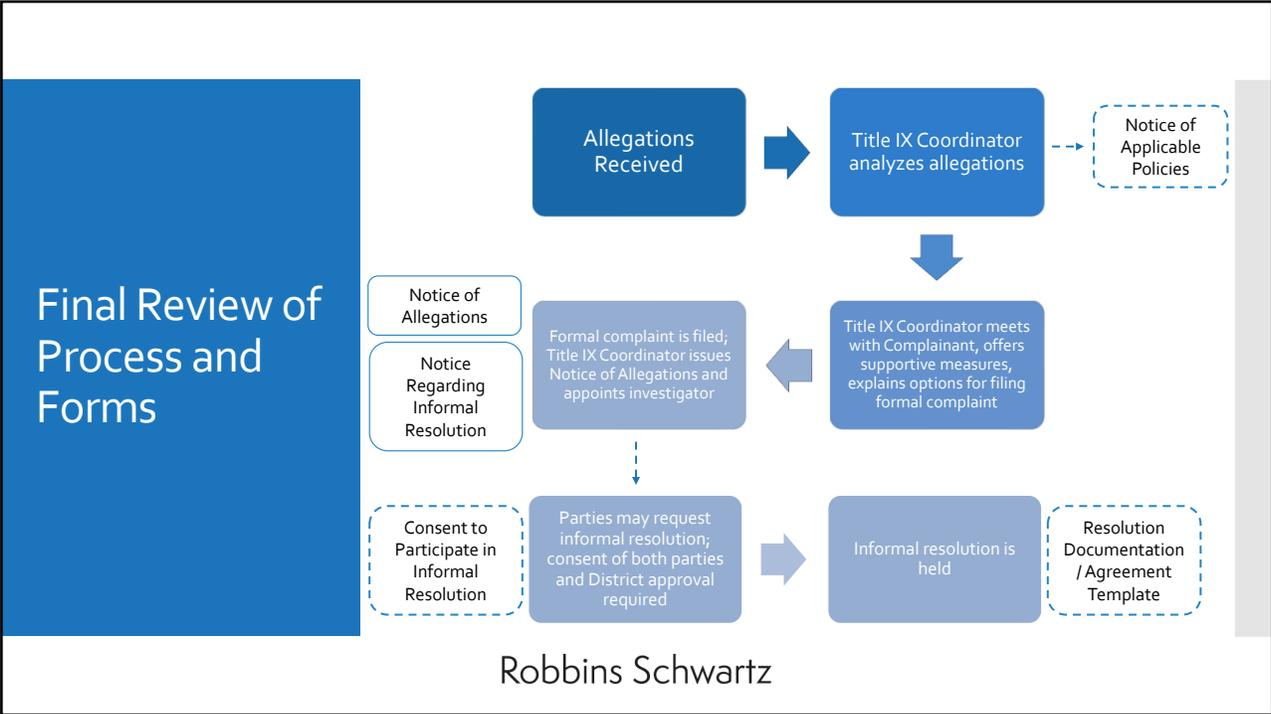 Final Review of
Process and
Forms
Allegations
Received
Title IX Coordinator
analyzes allegations
Notice of
Applicable
Policies
Title IX Coordinator meets
with Complainant, offers
supportive measures,
explains options for filing
formal complaint
Formal complaint is filed;
Title IX Coordinator issues
Notice of Allegations and
appoints investigator
Notice of
Allegations
Notice
Regarding
Informal
Resolution
Consent to
Participate in
Informal
Resolution
Parties may request
informal resolution;
consent of both parties
and District approval
required
Informal resolution is
held
Resolution
Documentation
/ Agreement
Template
Robbins Schwartz